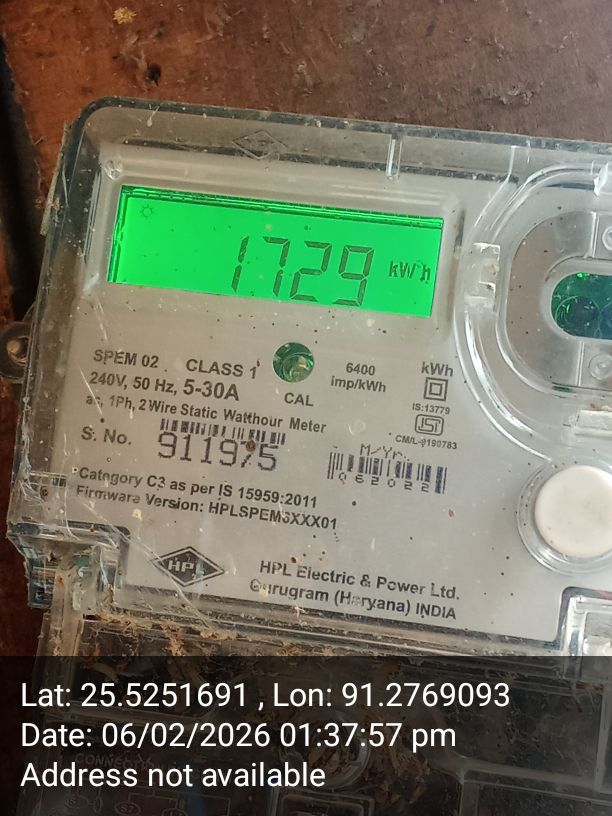 1729 kWh
SPEM 02 CLASS 1
240V, 50 Hz, 5-30A
ac, 1Ph, 2 Wire Static Watthour Meter
CAL
6400
imp/kWh
kWh
IS:13779
ISI
S. No.
911975
M/Yr.
062022
Category C3 as per IS 15959:2011
Firmware Version:
HPL
HPL Electric & Power Ltd.
Gurugram (Haryana) INDIA
Lat: 25.5251691 , Lon: 91.2769093
Date: 06/02/2026 01:37:57 pm
Address not available